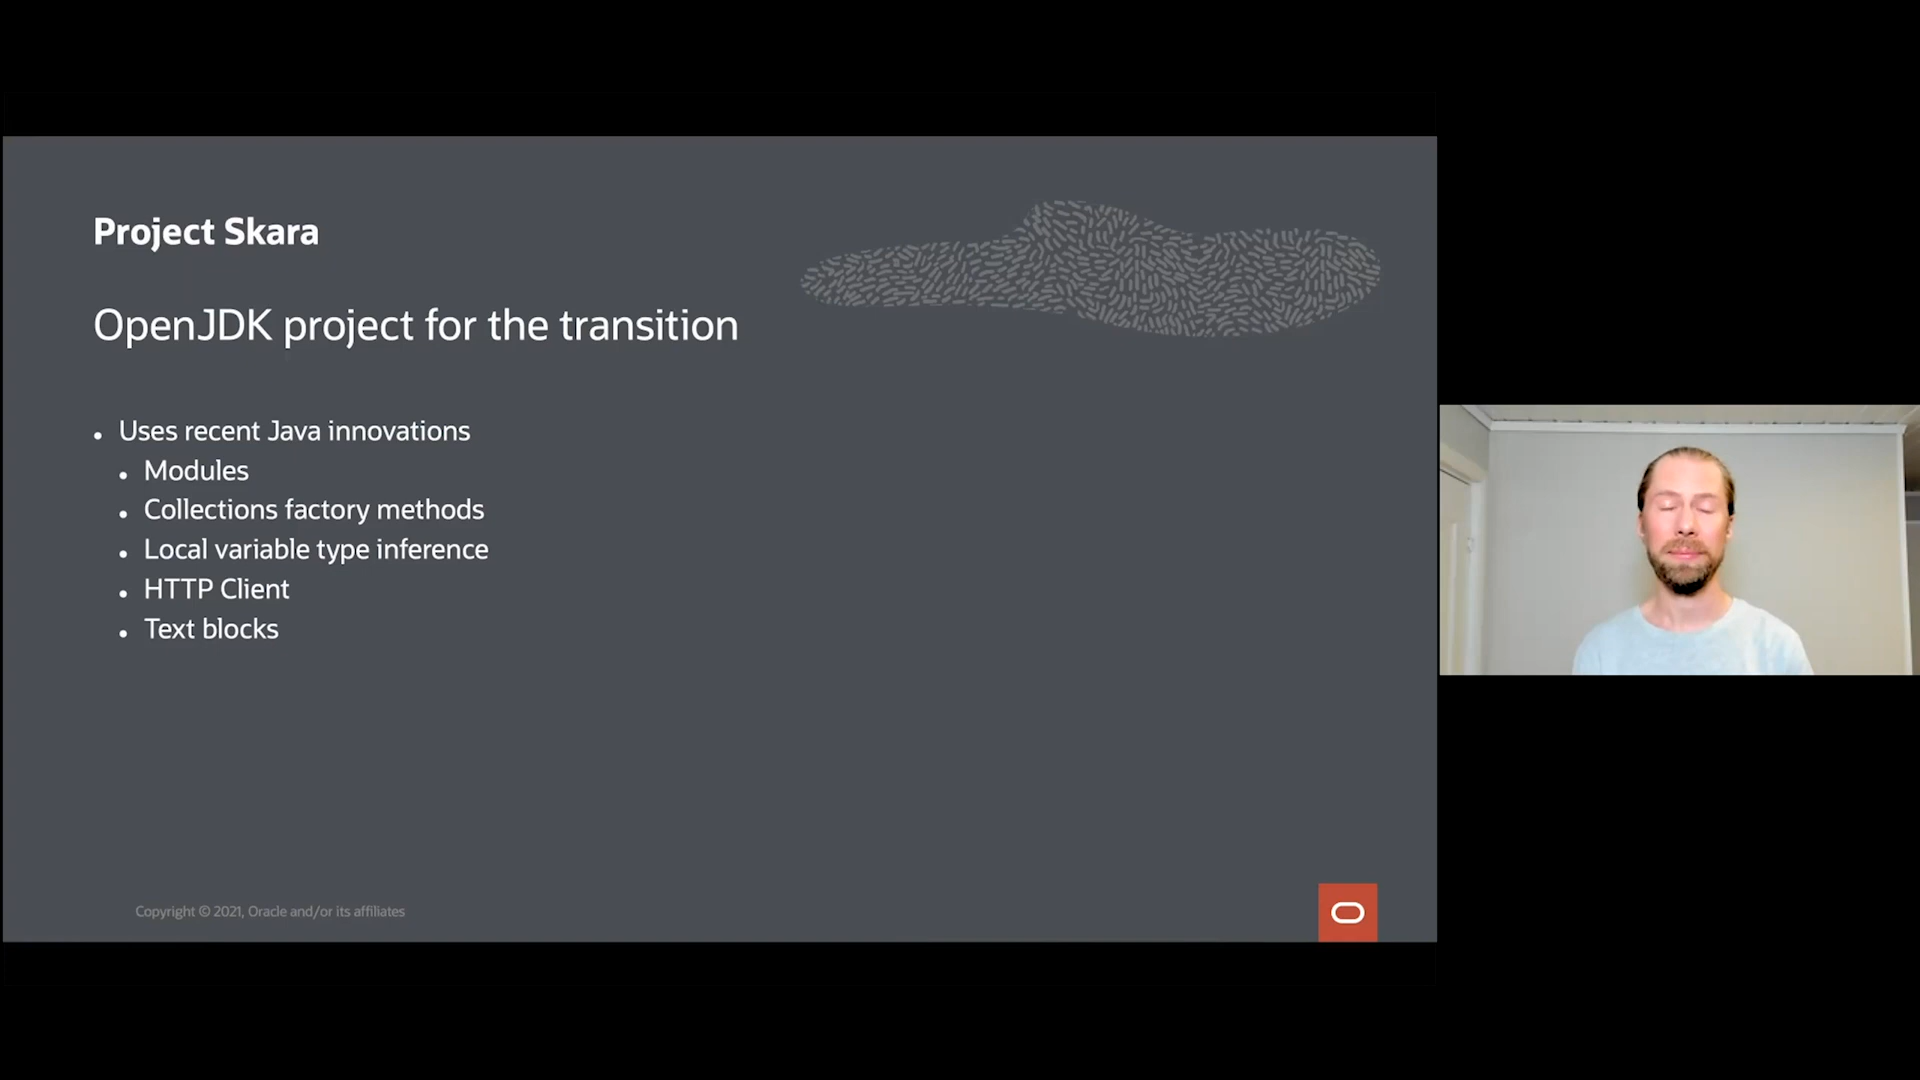 Project Skara
OpenJDK project for the transition
Uses recent Java innovations
Modules
Collections factory methods
Local variable type inference
HTTP Client
Text blocks
Copyright © 2021, Oracle and/or its affiliates